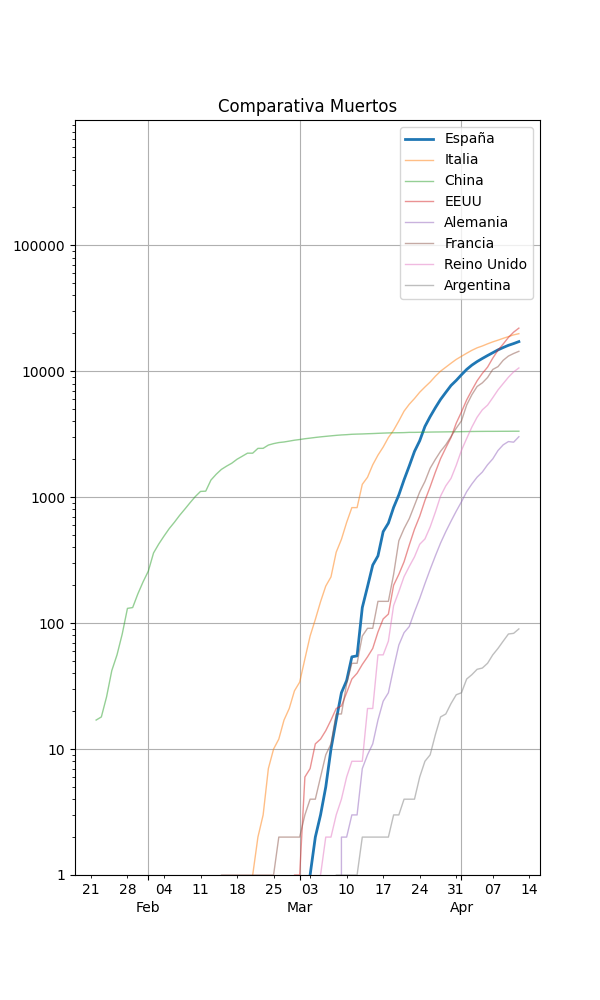 Comparativa Muertos
España
Italia
China
EEUU
Alemania
Francia
Reino Unido
Argentina
100000
10000
1000
100
10
1
21 28 04 11 18 25 03 10 17 24 31 07 14
Feb Mar Apr